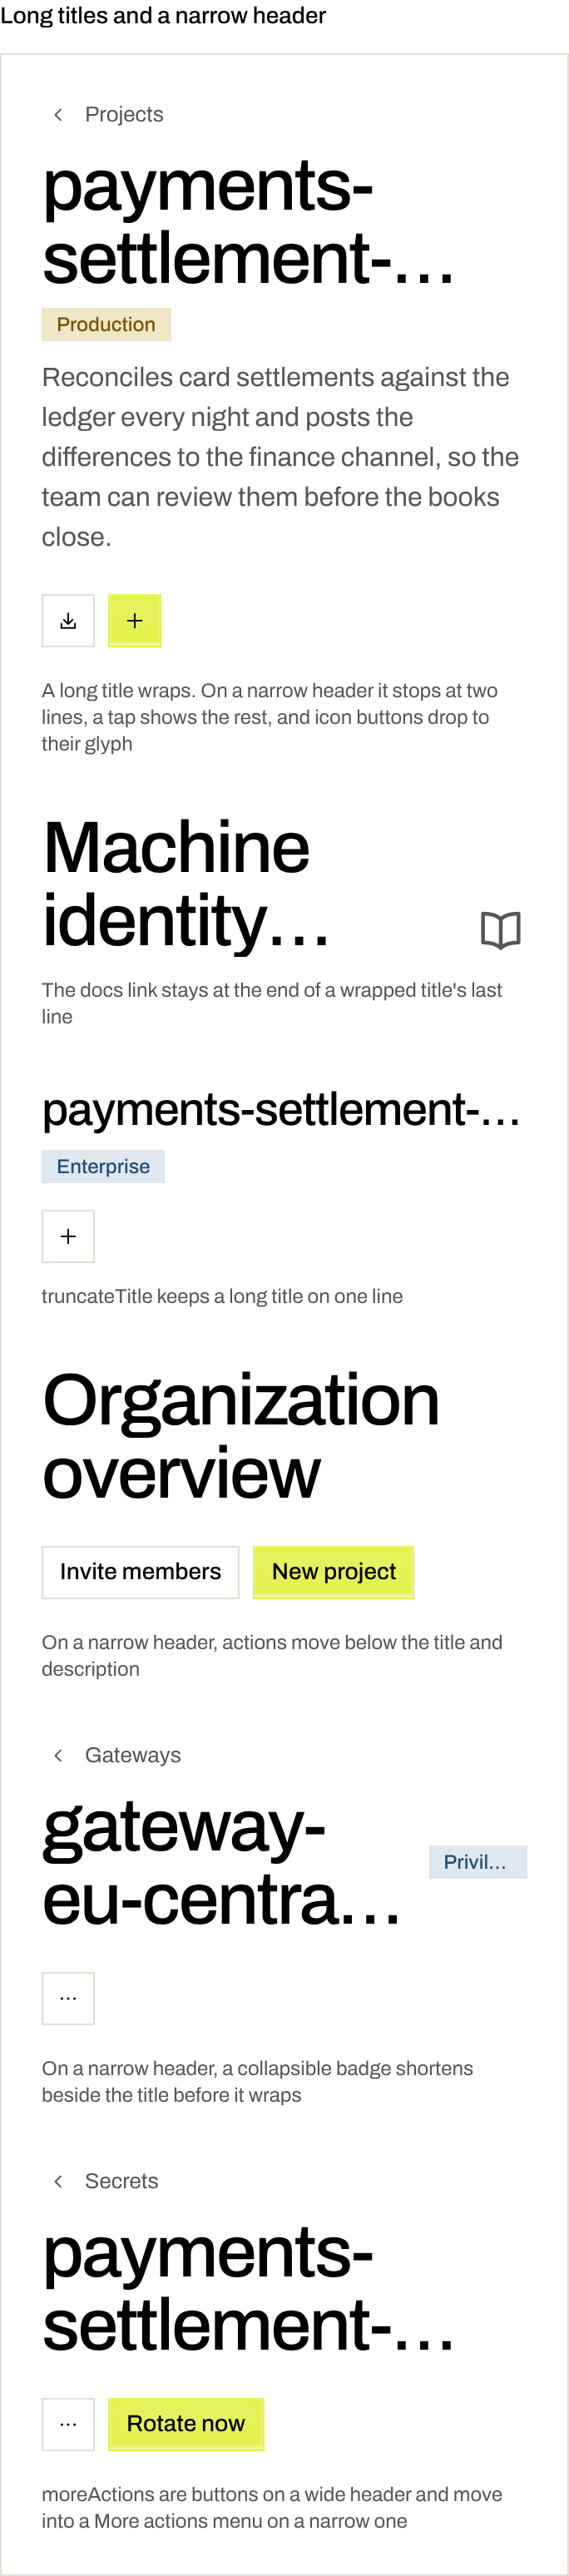 Long titles and a narrow header
Projects
payments-
settlement-…
Production
Reconciles card settlements against the
ledger every night and posts the
differences to the finance channel, so the
team can review them before the books
close.
A long title wraps. On a narrow header it stops at two
lines, a tap shows the rest, and icon buttons drop to
their glyph
Machine
identity…
The docs link stays at the end of a wrapped title's last
line
payments-settlement-…
Enterprise
truncateTitle keeps a long title on one line
Organization
overview
Invite members New project
On a narrow header, actions move below the title and
description
Gateways
gateway-
eu-centra…
Privil…
On a narrow header, a collapsible badge shortens
beside the title before it wraps
Secrets
payments-
settlement-…
Rotate now
moreActions are buttons on a wide header and move
into a More actions menu on a narrow one